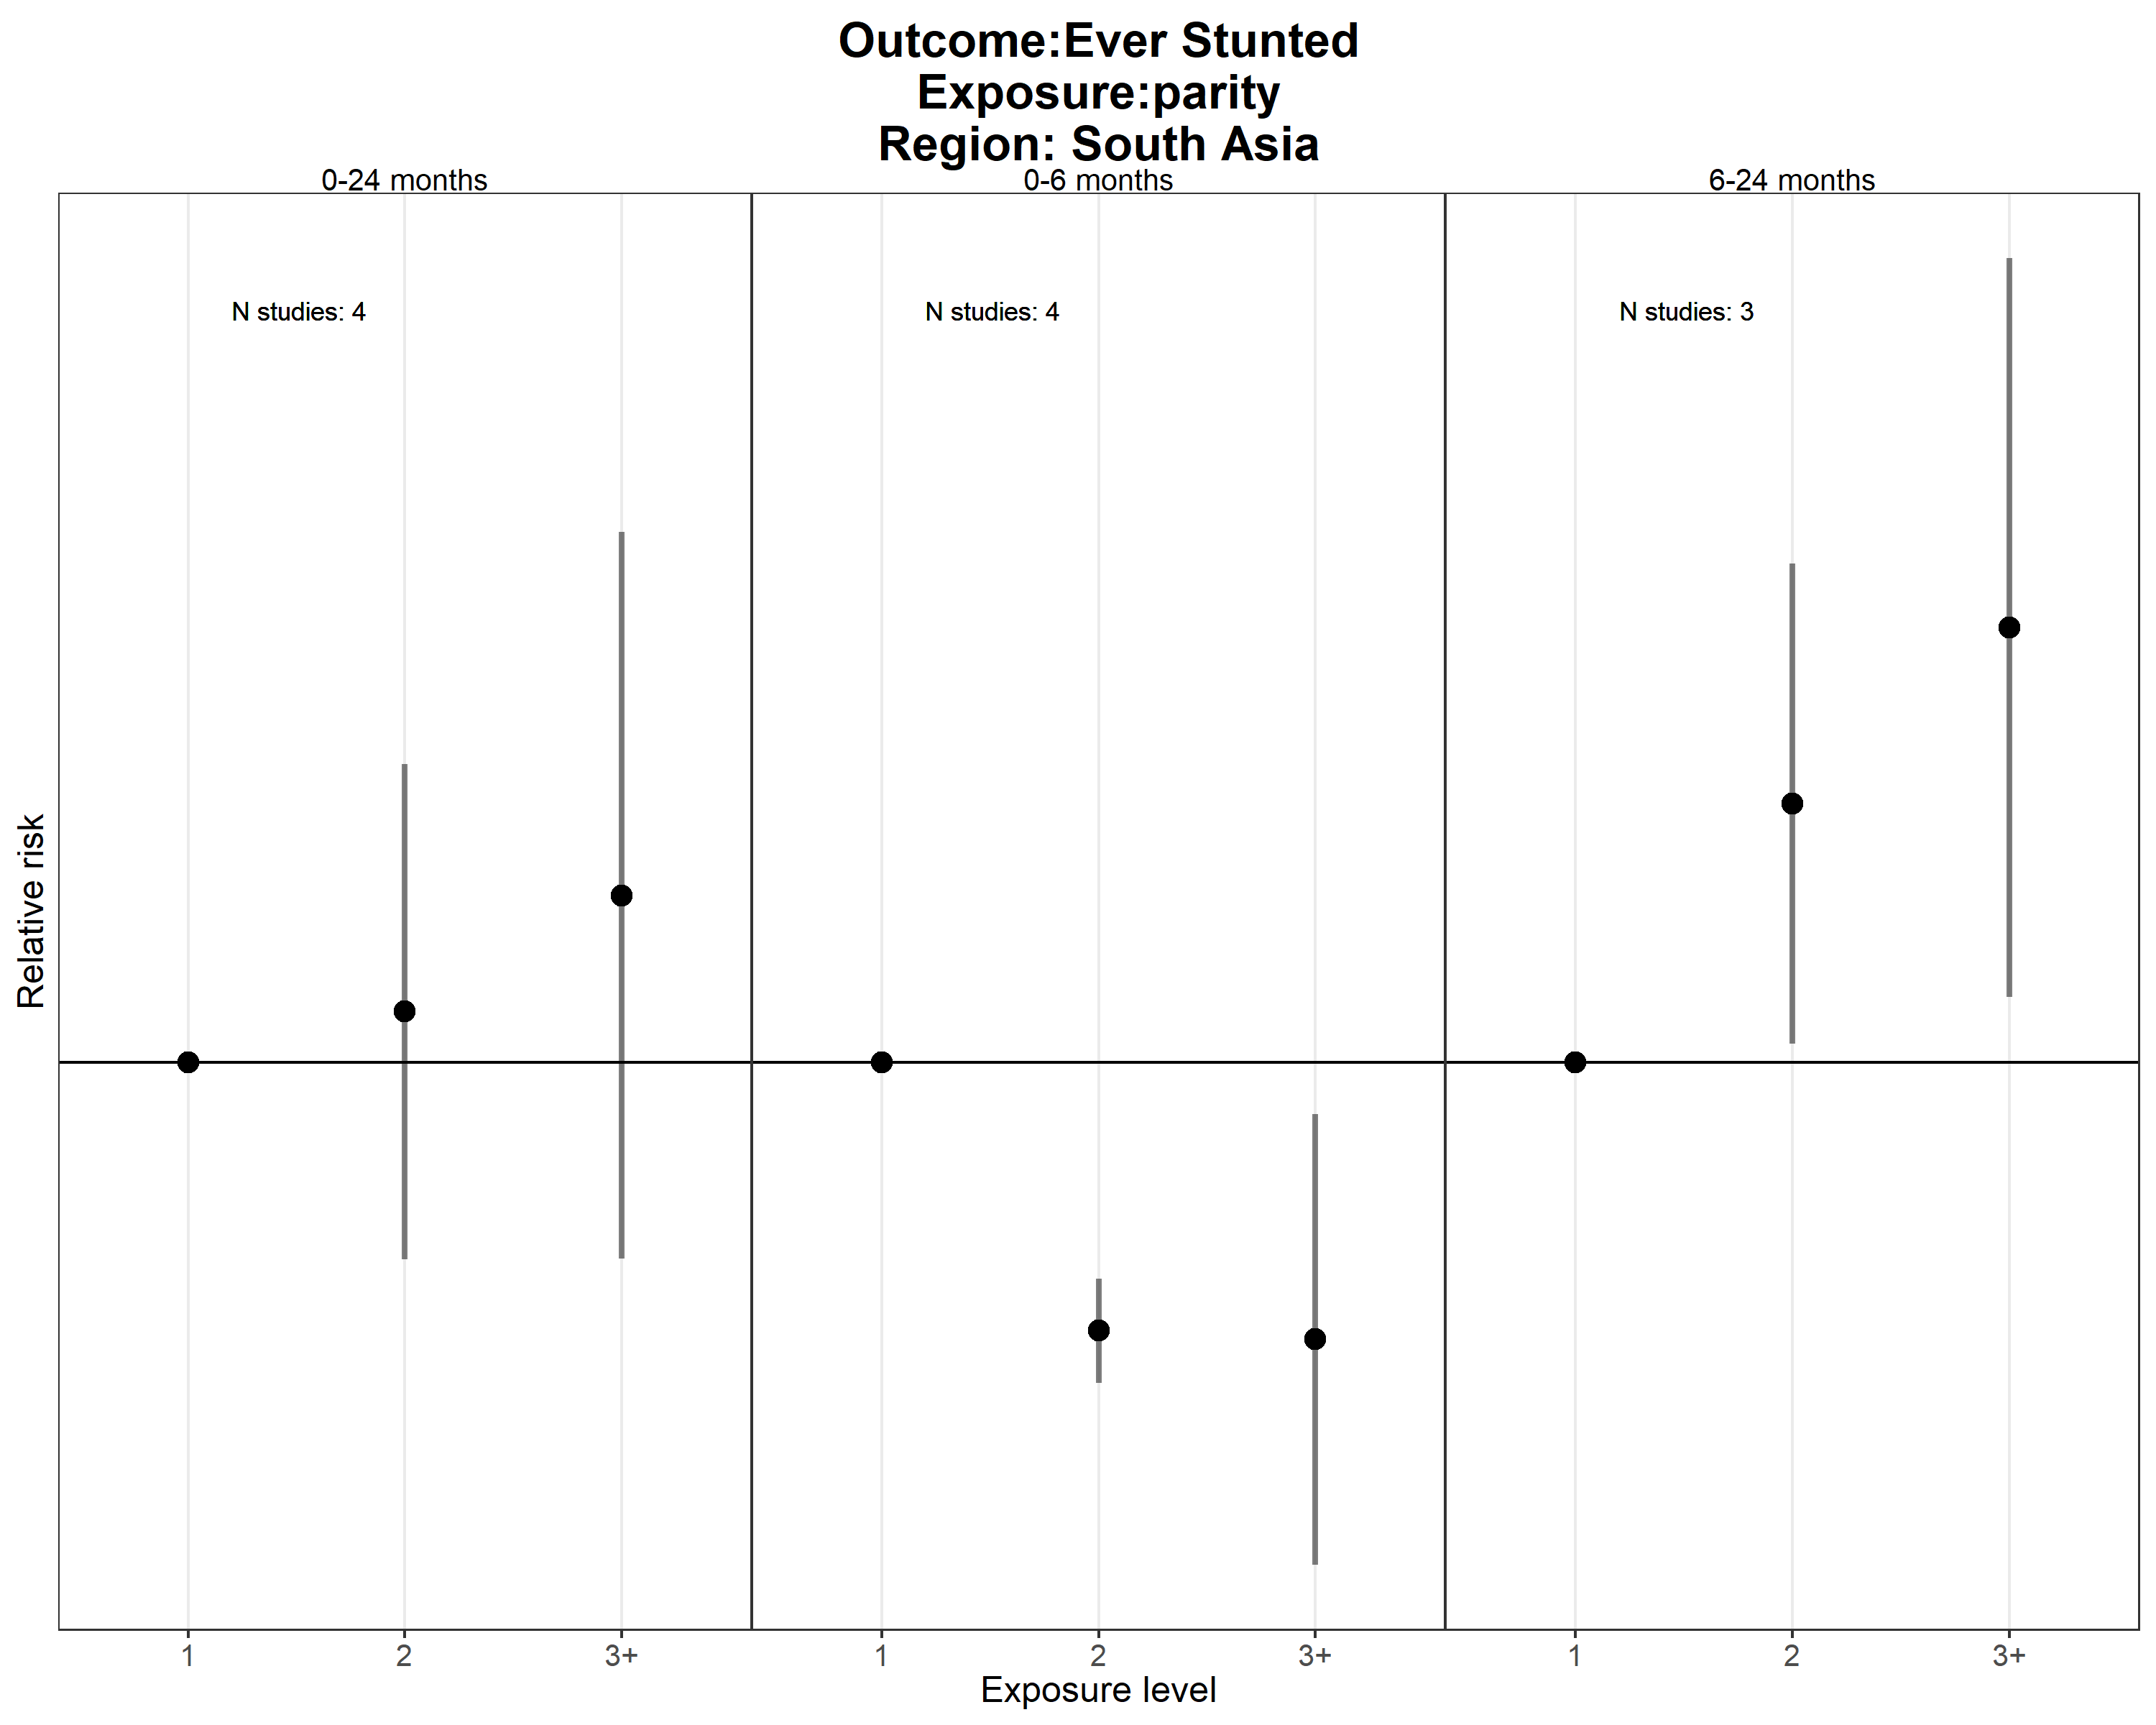 Outcome:Ever Stunted
Exposure:parity
Region: South Asia
0-24 months
0-6 months
6-24 months
N studies: 4
N studies: 4
N studies: 3
Relative risk
1
2
3+
1
2
3+
1
2
3+
Exposure level